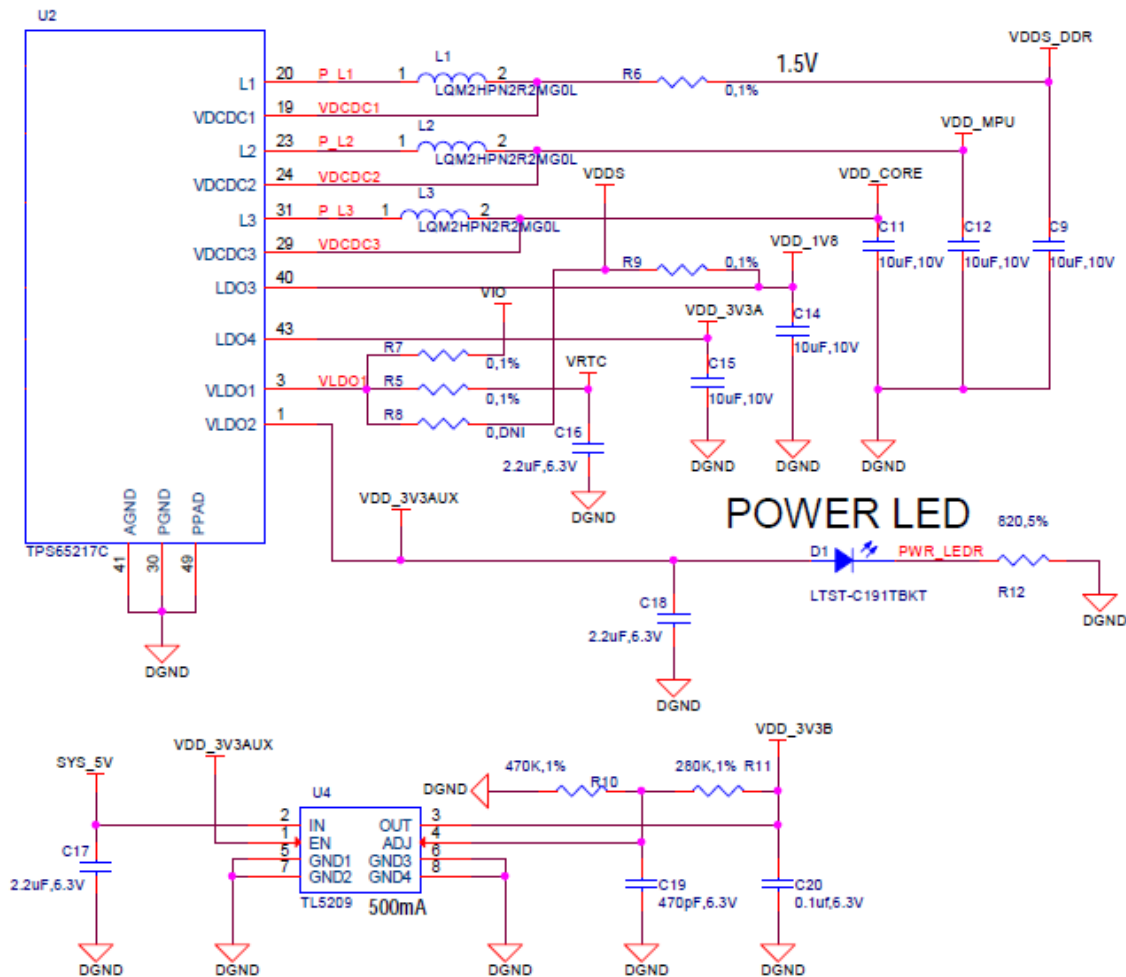 U2
L1
20
P_L1
1
L1
2
LQM2HPN2R2MG0L
R6
0,1%
1.5V
VDDS_DDR
VDCDC1
19
VDCDC1
L2
23
P_L2
1
L2
2
LQM2HPN2R2MG0L
VDD_MPU
VDCDC2
24
VDCDC2
VDDS
VDD_CORE
L3
31
P_L3
1
L3
2
LQM2HPN2R2MG0L
C11
10uF,10V
C12
10uF,10V
C9
10uF,10V
VDCDC3
29
VDCDC3
R9
0,1%
VDD_1V8
LDO3
40
VIO
VDD_3V3A
C14
10uF,10V
LDO4
43
R7
0,1%
VRTC
C15
10uF,10V
VLDO1
3
VLDO1
R5
0,1%
VLDO2
1
R8
0,DNI
C16
2.2uF,6.3V
DGND
DGND
DGND
DGND
AGND
PGND
PPAD
TPS65217C
41
30
49
DGND
VDD_3V3AUX
POWER LED
820,5%
D1
PWR_LEDR
LTST-C191TBKT
R12
DGND
C18
2.2uF,6.3V
DGND
VDD_3V3AUX
SYS_5V
VDD_3V3B
470K,1%
R10
280K,1%
R11
DGND
U4
2
IN
OUT
3
1
EN
ADJ
4
5
GND1
GND3
6
7
GND2
GND4
8
TL5209
500mA
C17
2.2uF,6.3V
C19
470pF,6.3V
C20
0.1uf,6.3V
DGND
DGND
DGND
DGND
DGND